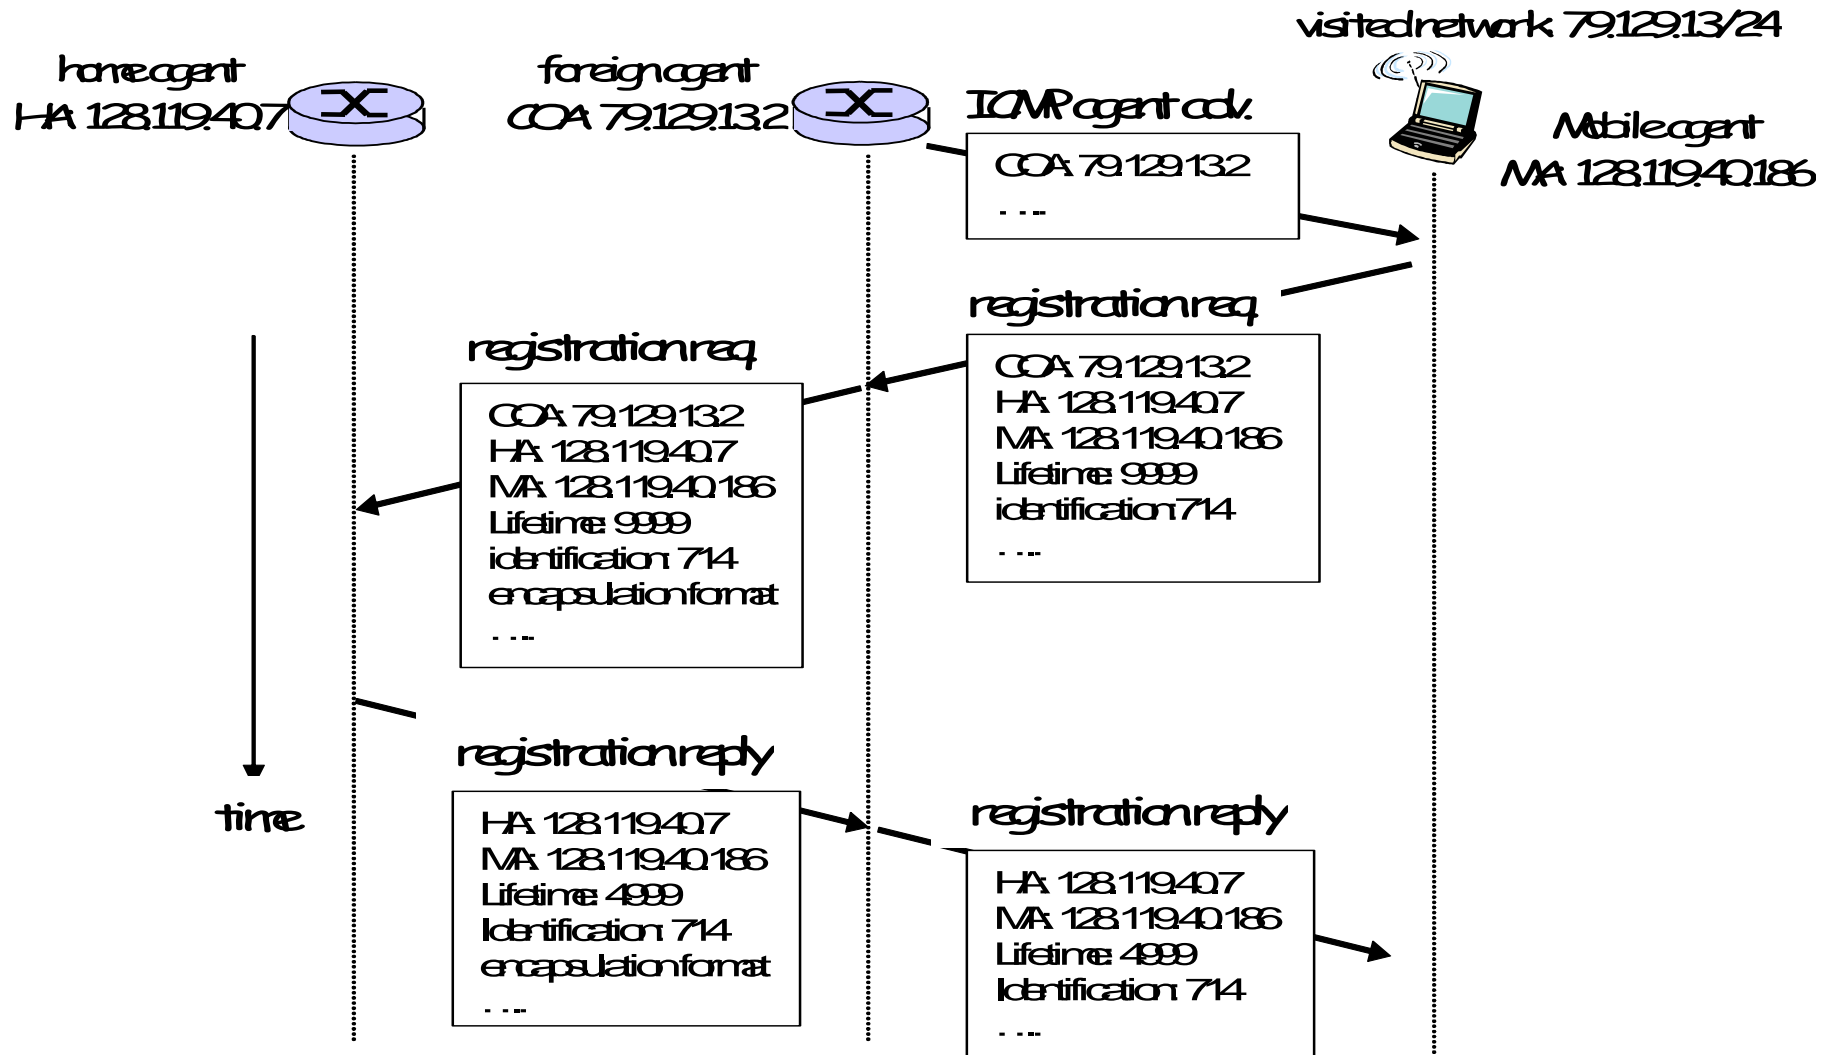 visited network: 79.129.13/24
home agent
HA: 128.119.40.7
foreign agent
COA: 79.129.13.2
ICMP agent adv.
Mobile agent
MA: 128.119.40.186
COA: 79.129.13.2
....
registration req.
COA: 79.129.13.2
HA: 128.119.40.7
MA: 128.119.40.186
Lifetime: 9999
identification:714
....
registration req.
COA: 79.129.13.2
HA: 128.119.40.7
MA: 128.119.40.186
Lifetime: 9999
identification: 714
encapsulation format
....
time
registration reply
HA: 128.119.40.7
MA: 128.119.40.186
Lifetime: 4999
Identification: 714
encapsulation format
....
registration reply
HA: 128.119.40.7
MA: 128.119.40.186
Lifetime: 4999
Identification: 714
....